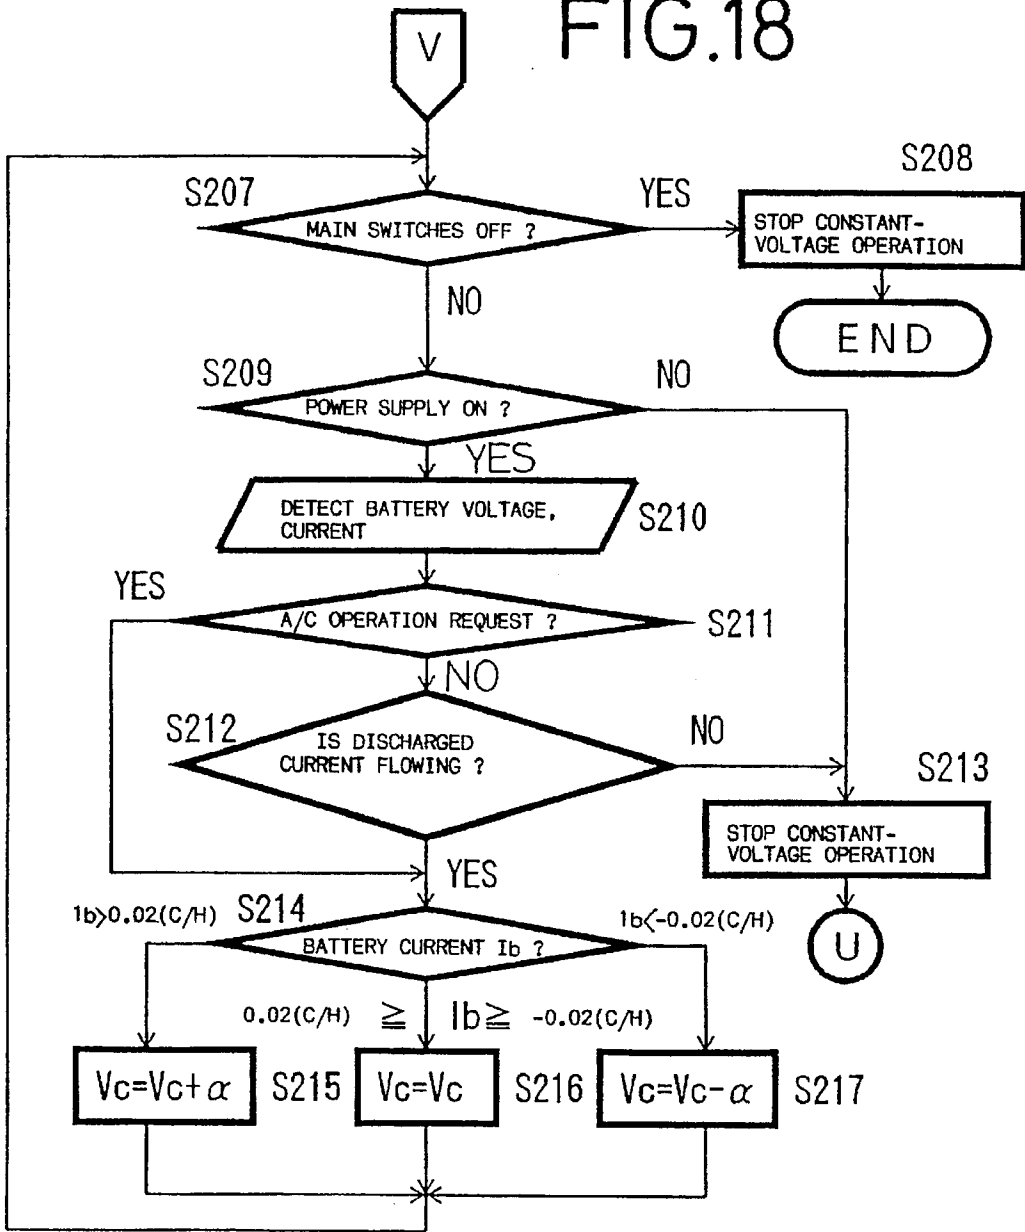 FIG.18
V
S207
MAIN SWITCHES OFF ?
YES
S208
STOP CONSTANT-
VOLTAGE OPERATION
NO
END
S209
POWER SUPPLY ON ?
NO
YES
DETECT BATTERY VOLTAGE,
CURRENT
S210
YES
A/C OPERATION REQUEST ?
S211
NO
S212
IS DISCHARGED
CURRENT FLOWING ?
NO
S213
STOP CONSTANT-
VOLTAGE OPERATION
YES
U
Ib>0.02(C/H)
S214
BATTERY CURRENT Ib ?
Ib<-0.02(C/H)
0.02(C/H) ≧ Ib≧ -0.02(C/H)
Vc=Vc+α
S215
Vc=Vc
S216
Vc=Vc-α
S217